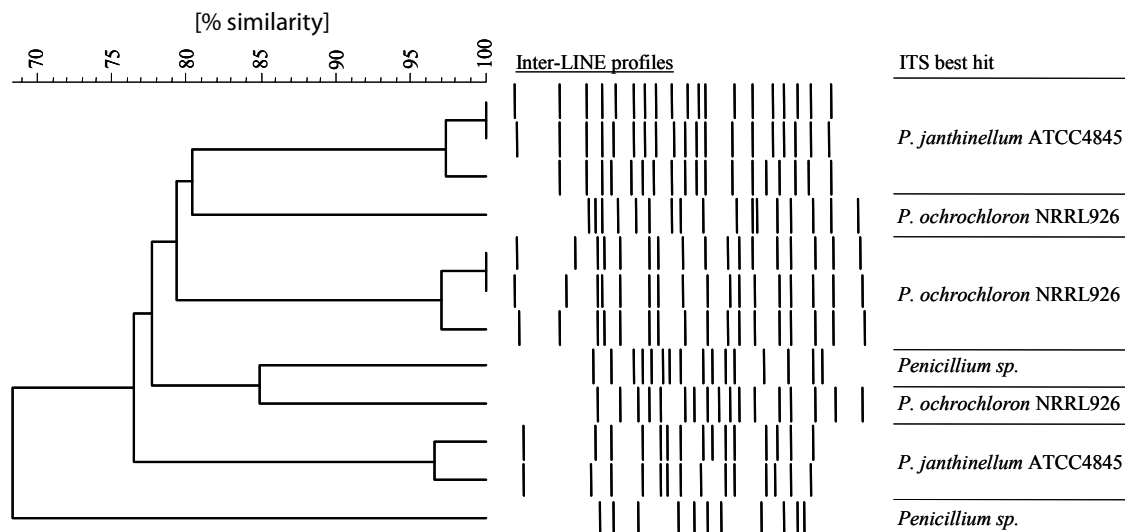 [% similarity]
70 75 80 85 90 95 100
Inter-LINE profiles
ITS best hit
P. janthinellum ATCC4845
P. ochrochloron NRRL926
P. ochrochloron NRRL926
Penicillium sp.
P. ochrochloron NRRL926
P. janthinellum ATCC4845
Penicillium sp.